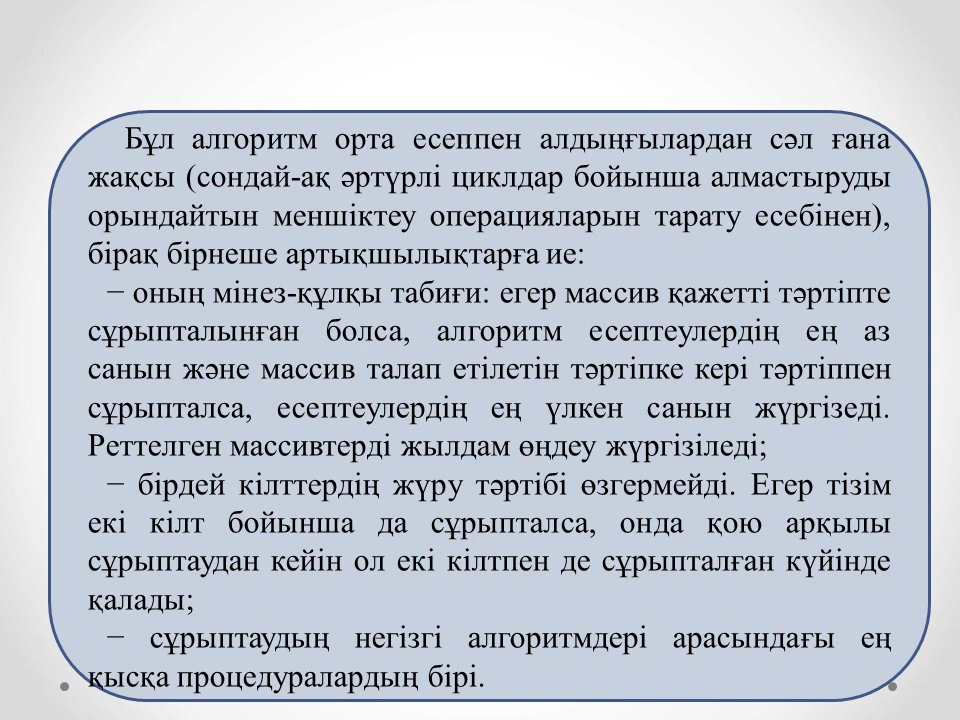 Бұл алгоритм орта есеппен алдыңғылардан сәл ғана
жақсы (сондай-ақ әртүрлі циклдар бойынша алмастыруды
орындайтын меншіктеу операцияларын тарату есебінен),
бірақ бірнеше артықшылықтарға ие:
− оның мінез-құлқы табиғи: егер массив қажетті тәртіпте
сұрыпталынған болса, алгоритм есептеулердің ең аз
санын және массив талап етілетін тәртіпке кері тәртіппен
сұрыпталса, есептеулердің ең үлкен санын жүргізеді.
Реттелген массивтерді жылдам өңдеу жүргізіледі;
− бірдей кілттердің жүру тәртібі өзгермейді. Егер тізім
екі кілт бойынша да сұрыпталса, онда қою арқылы
сұрыптаудан кейін ол екі кілтпен де сұрыпталған күйінде
қалады;
− сұрыптаудың негізгі алгоритмдері арасындағы ең
қысқа процедуралардың бірі.